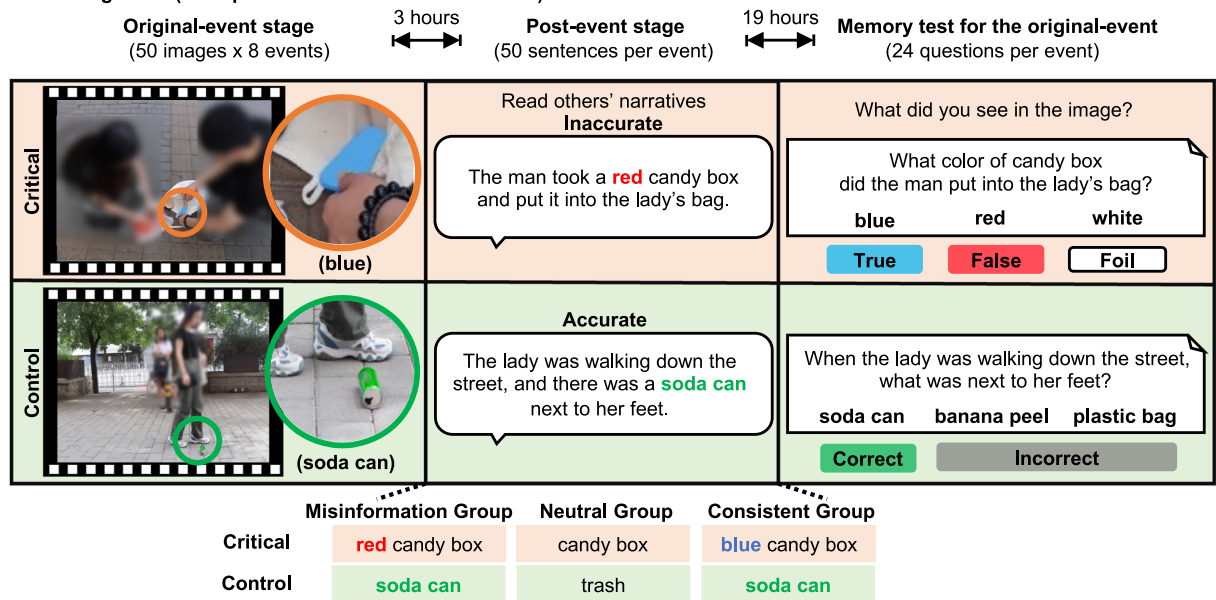 Original-event stage
(50 images x 8 events)
3 hours
Post-event stage
(50 sentences per event)
19 hours
Memory test for the original-event
(24 questions per event)
Critical
(blue)
Read others’ narratives
Inaccurate
The man took a red candy box
and put it into the lady’s bag.
What did you see in the image?
What color of candy box
did the man put into the lady’s bag?
blue red white
True False Foil
Control
(soda can)
Accurate
The lady was walking down the
street, and there was a soda can
next to her feet.
When the lady was walking down the street,
what was next to her feet?
soda can banana peel plastic bag
Correct Incorrect
Misinformation Group Neutral Group Consistent Group
Critical red candy box candy box blue candy box
Control soda can trash soda can